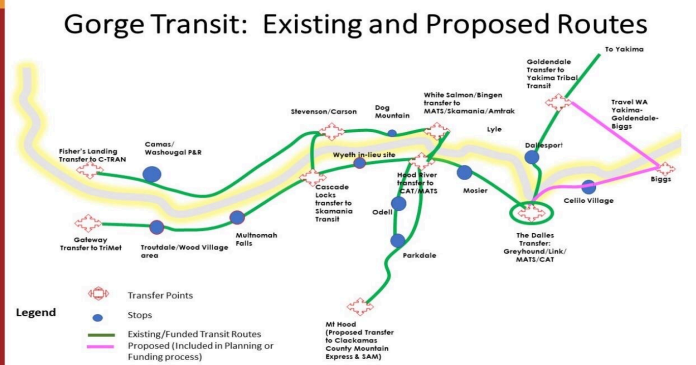 Gorge Transit:  Existing and Proposed Routes
To Yakima
Goldendale
Transfer to
Yakima Tribal
Transit
White Salmon/Bingen
transfer to
MATS/Skamania/Amtrak
Travel WA
Yakima-
Goldendale-
Biggs
Stevenson/Carson
Dog
Mountain
Lyle
Fisher's Landing
Transfer to C-TRAN
Camas/
Washougal P&R
Wyeth in-lieu site
Dallesport
Hood River
transfer to
CAT/MATS
Cascade
Locks
transfer to
Skamania
Transit
Mosier
Celilo Village
Biggs
Odell
Gateway
Transfer to TriMet
Troutdale/Wood Village
area
Multnomah
Falls
The Dalles
Transfer:
Greyhound/Link/
MATS/CAT
Parkdale
Mt Hood
(Proposed Transfer
to Clackamas
County Mountain
Express & SAM)
Legend
Transfer Points
Stops
Existing/Funded Transit Routes
Proposed (Included in Planning or
Funding process)